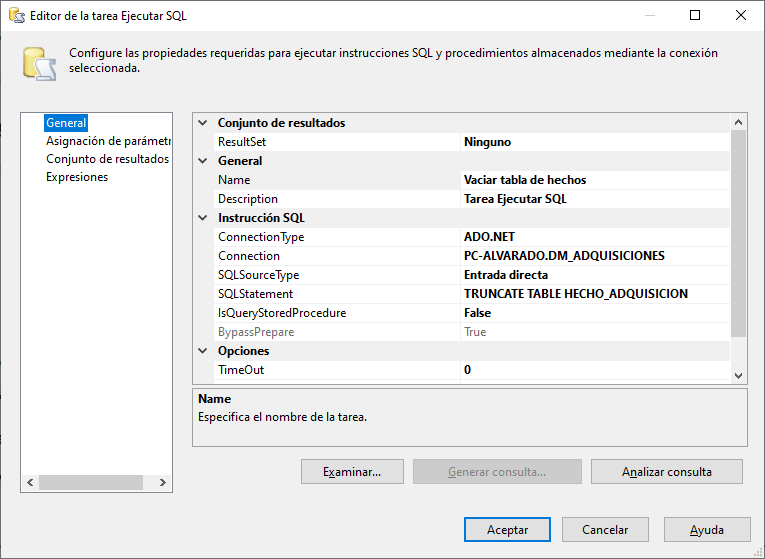 Editor de la tarea Ejecutar SQL
Configure las propiedades requeridas para ejecutar instrucciones SQL y procedimientos almacenados mediante la conexión
seleccionada.
General
Asignación de parámetr
Conjunto de resultados
Expresiones
Conjunto de resultados
ResultSet Ninguno
General
Name Vaciar tabla de hechos
Description Tarea Ejecutar SQL
Instrucción SQL
ConnectionType ADO.NET
Connection PC-ALVARADO.DM_ADQUISICIONES
SQLSourceType Entrada directa
SQLStatement TRUNCATE TABLE HECHO_ADQUISICION
IsQueryStoredProcedure False
BypassPrepare True
Opciones
TimeOut 0
Name
Especifica el nombre de la tarea.
Examinar... Generar consulta... Analizar consulta
Aceptar Cancelar Ayuda